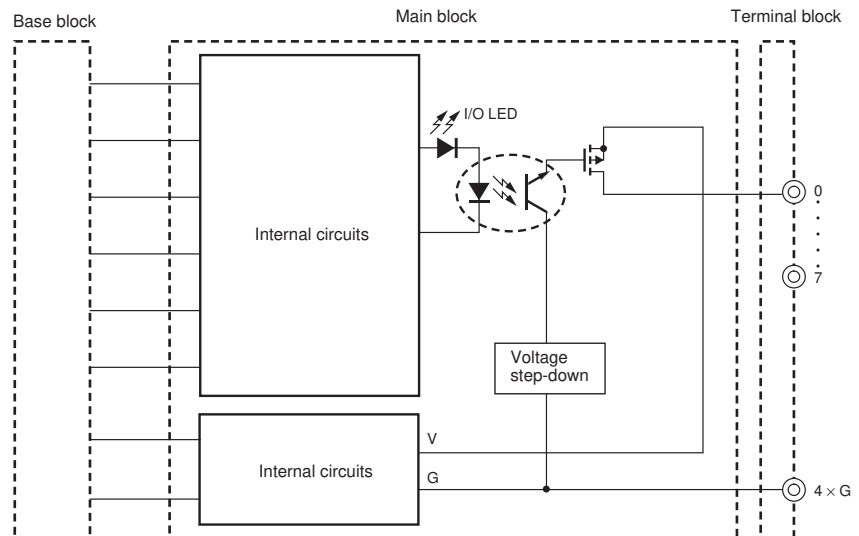 Base block
Main block
Terminal block
I/O LED
Internal circuits
0
7
Voltage
step-down
V
Internal circuits
G
4 × G